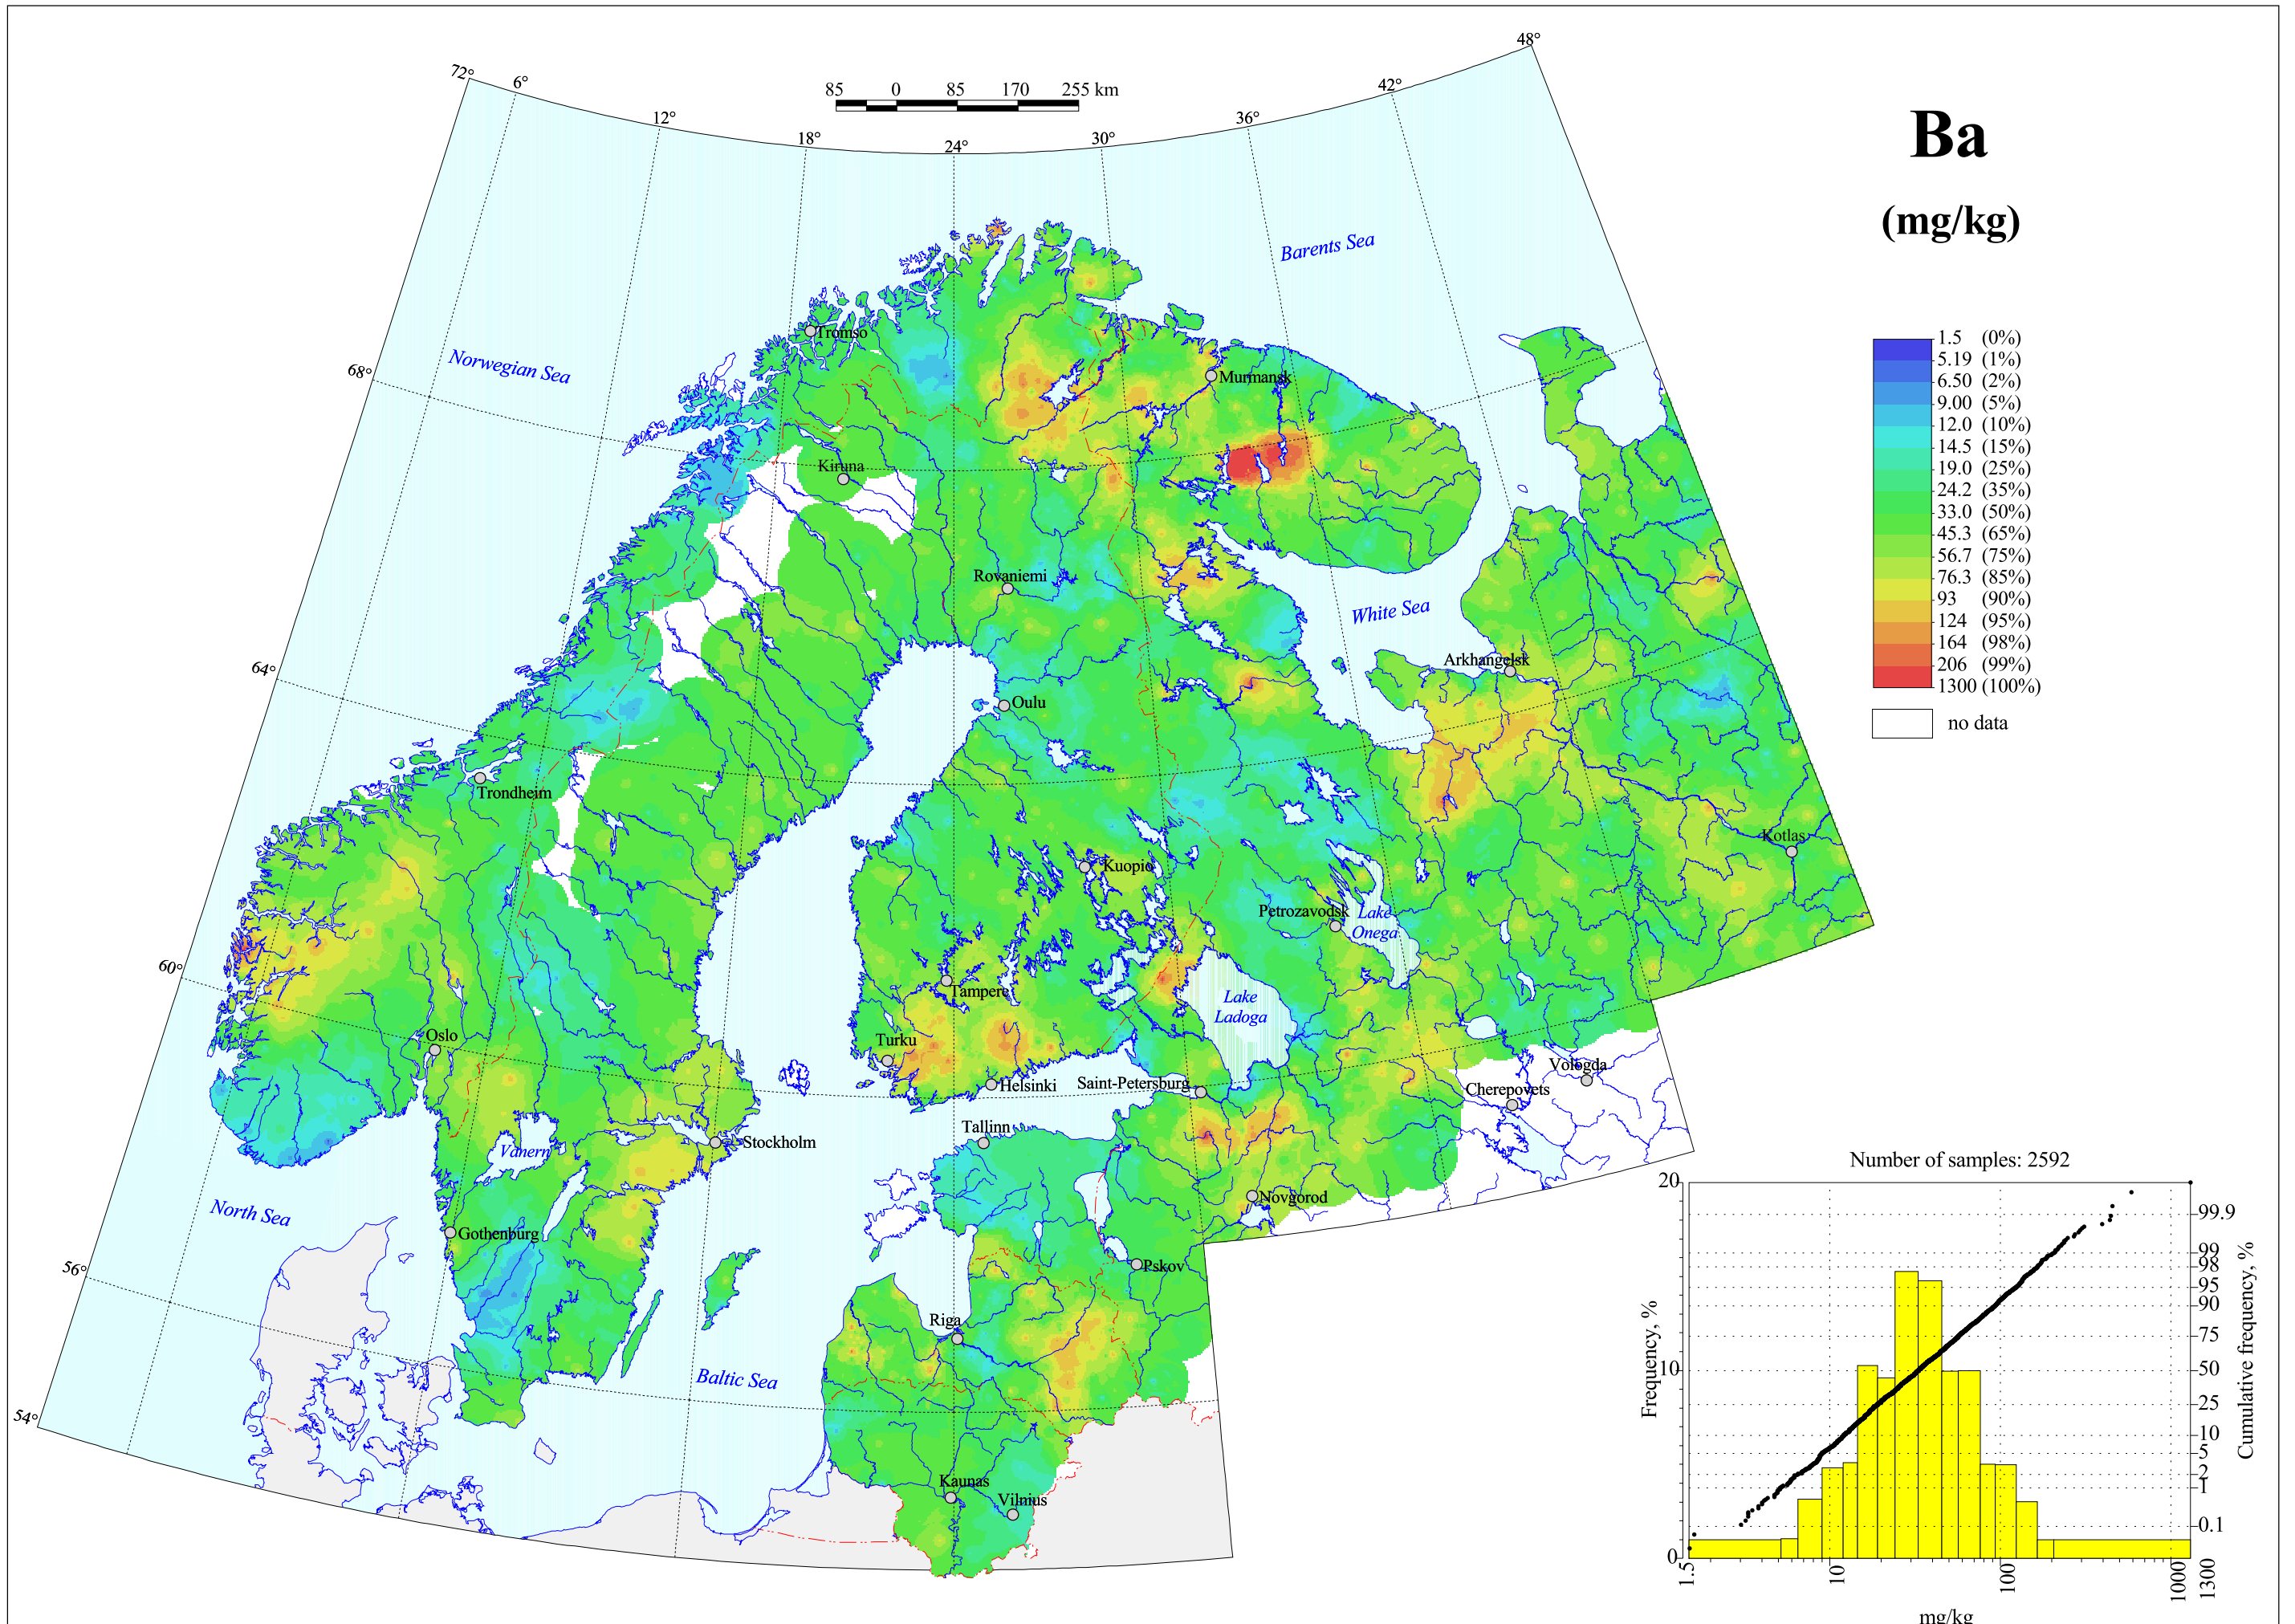 Ba
(mg/kg)
85 0 85 170 255 km
72° 6° 12° 18° 24° 30° 36° 42° 48°
68°
64°
60°
56°
54°
Barents Sea
Norwegian Sea
Tromso
Murmansk
Kiruna
Rovaniemi
White Sea
Arkhangelsk
Oulu
Trondheim
Kotlas
Kuopio
Petrozavodsk
Lake
Onega
Tampere
Lake
Ladoga
Oslo
Turku
Helsinki
Saint-Petersburg
Vologda
Cherepovets
Tallinn
Stockholm
Vanern
Novgorod
North Sea
Gothenburg
Pskov
Riga
Baltic Sea
Kaunas
Vilnius
1.5 (0%)
5.19 (1%)
6.50 (2%)
9.00 (5%)
12.0 (10%)
14.5 (15%)
19.0 (25%)
24.2 (35%)
33.0 (50%)
45.3 (65%)
56.7 (75%)
76.3 (85%)
93 (90%)
124 (95%)
164 (98%)
206 (99%)
1300 (100%)
no data
Number of samples: 2592
Frequency, %
20
10
0
Cumulative frequency, %
99.9
99
98
95
90
75
50
25
10
5
2
1
0.1
1.5 10 100 1000 1300
mg/kg